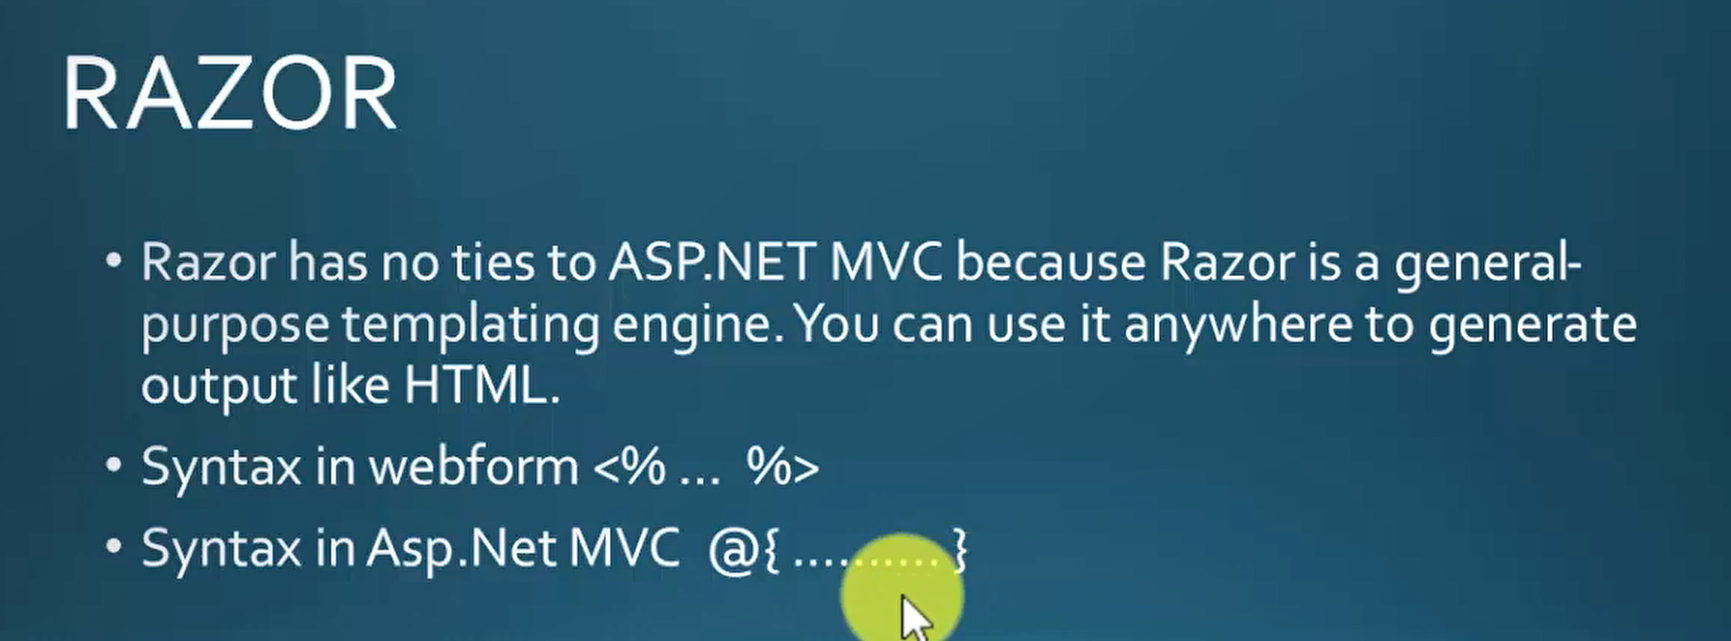 RAZOR
• Razor has no ties to ASP.NET MVC because Razor is a general-
purpose templating engine. You can use it anywhere to generate
output like HTML.
• Syntax in webform <% ... %>
• Syntax in Asp.Net MVC @{ .......... }